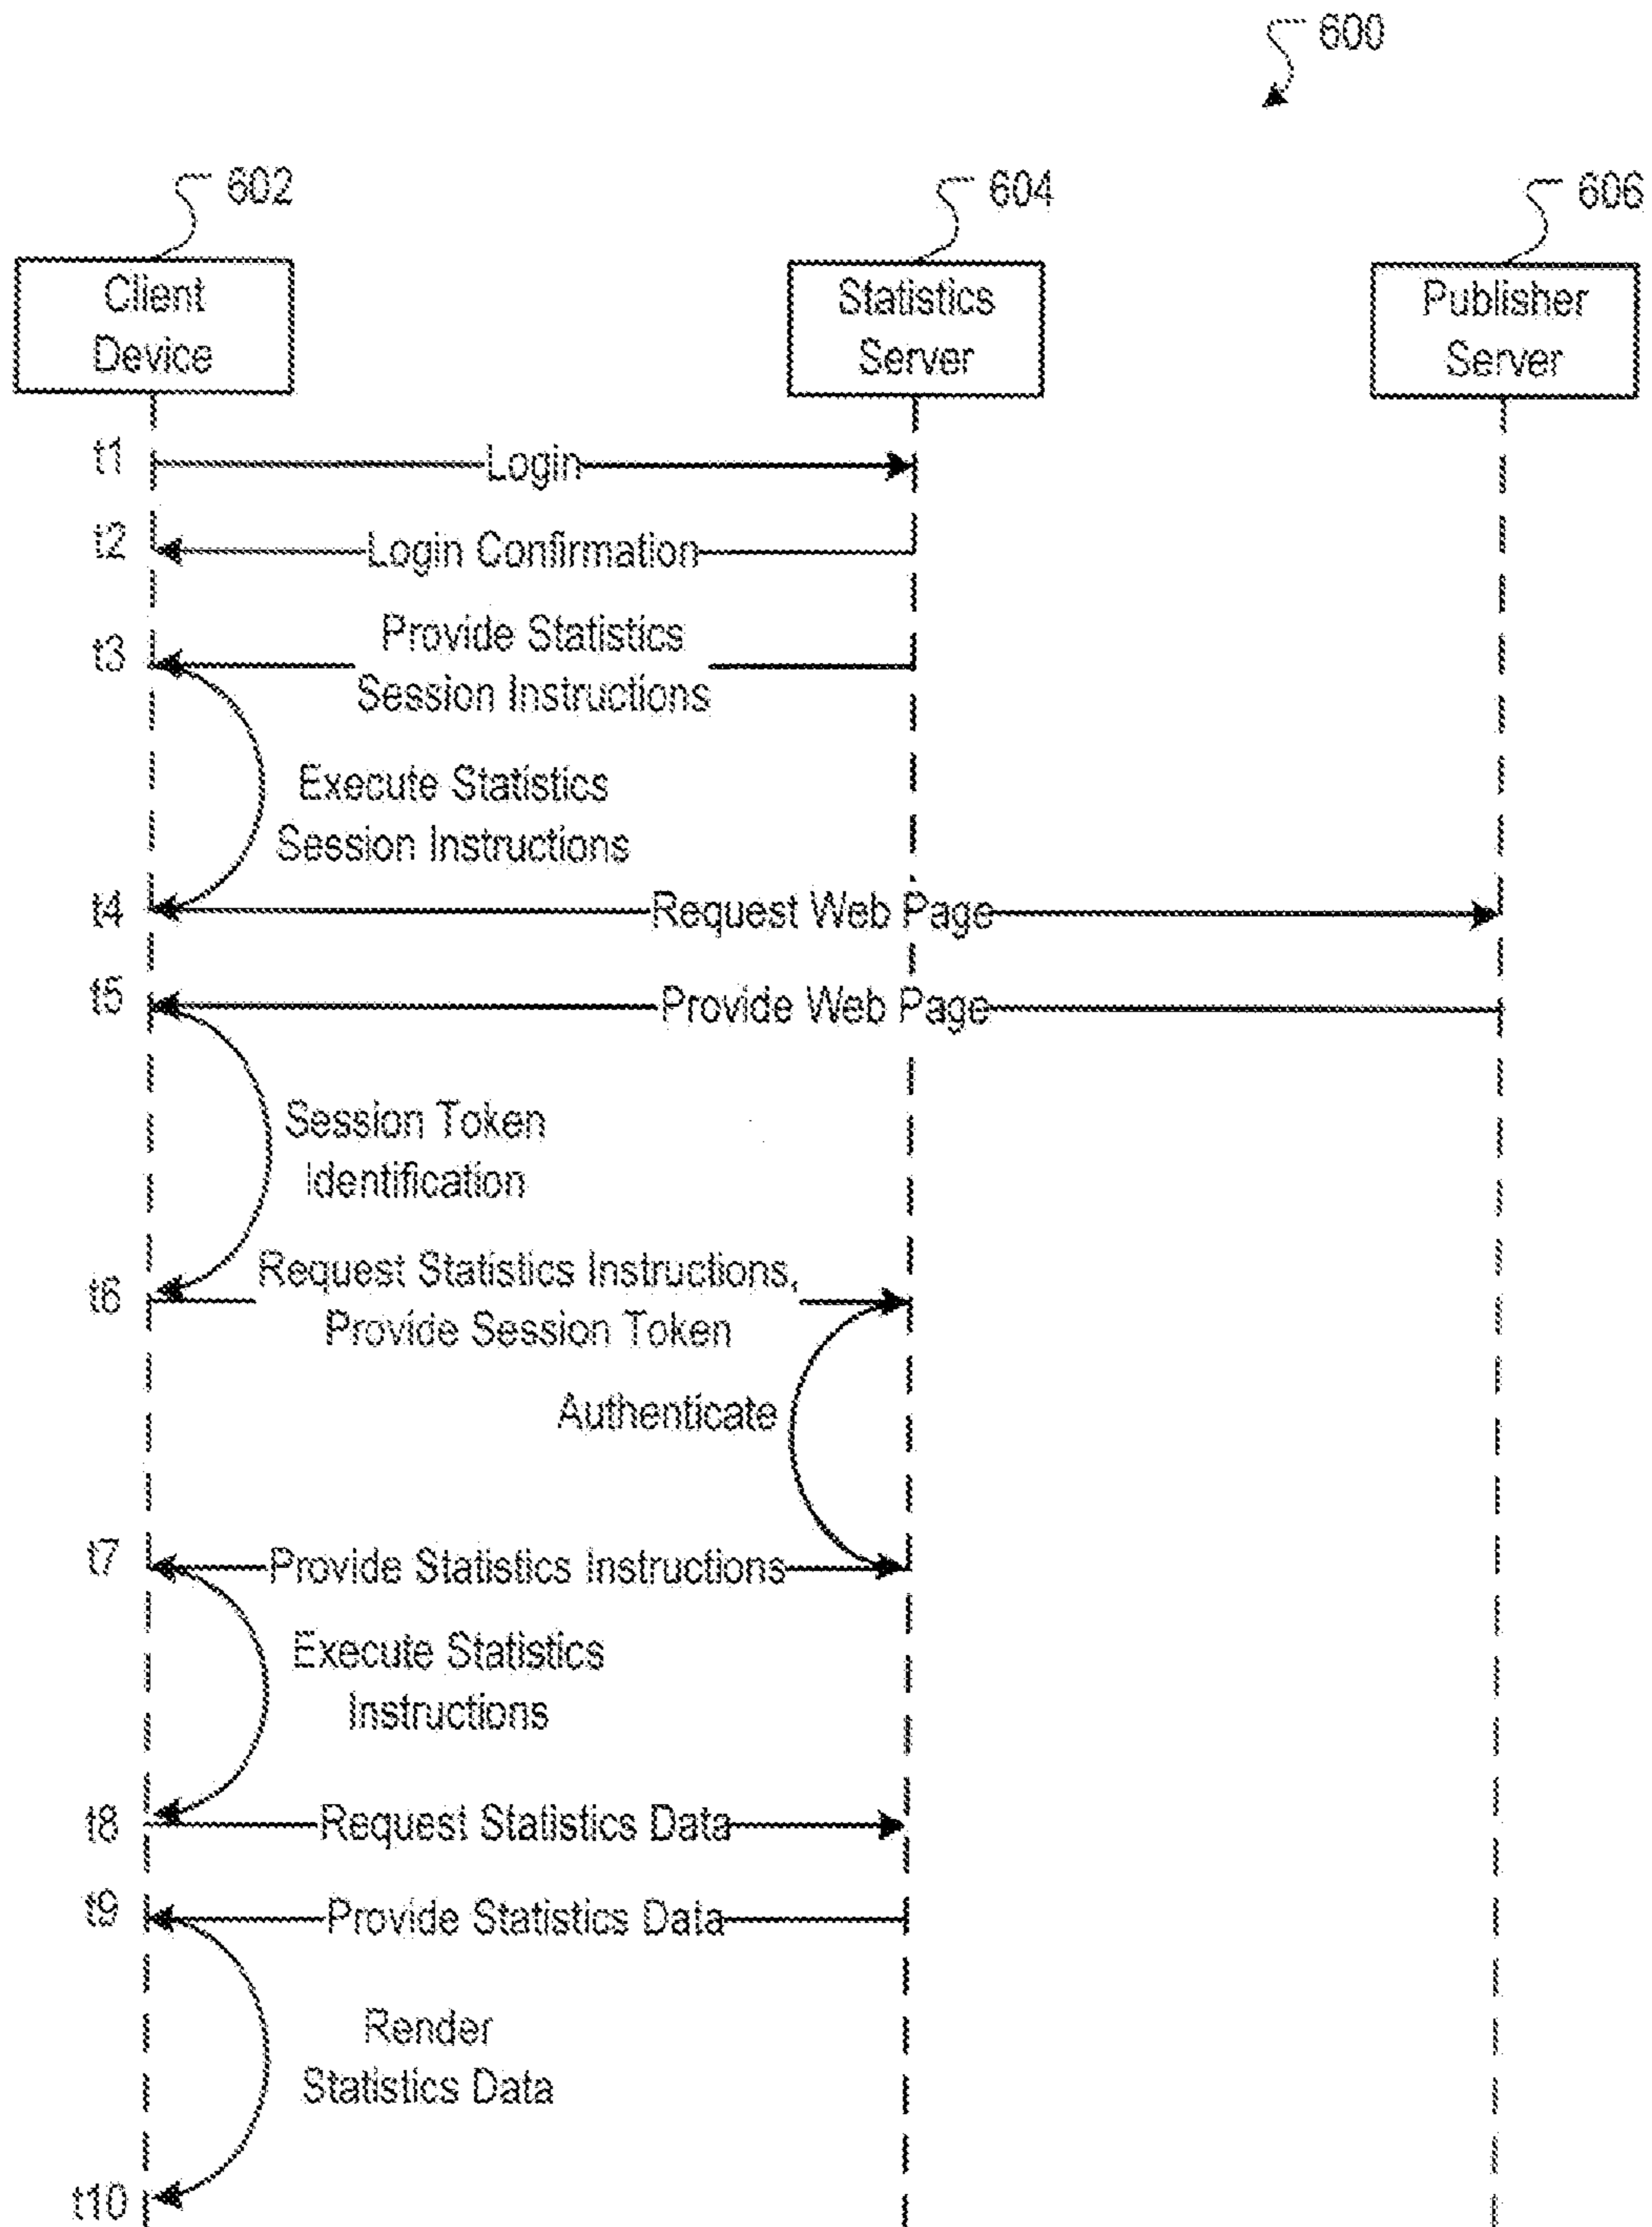 600
602
604
606
Client
Device
Statistics
Server
Publisher
Server
t1
Login
t2
Login Confirmation
t3
Provide Statistics
Session Instructions
Execute Statistics
Session Instructions
t4
Request Web Page
t5
Provide Web Page
Session Token
Identification
t6
Request Statistics Instructions,
Provide Session Token
Authenticate
t7
Provide Statistics Instructions
Execute Statistics
Instructions
t8
Request Statistics Data
t9
Provide Statistics Data
Render
Statistics Data
t10